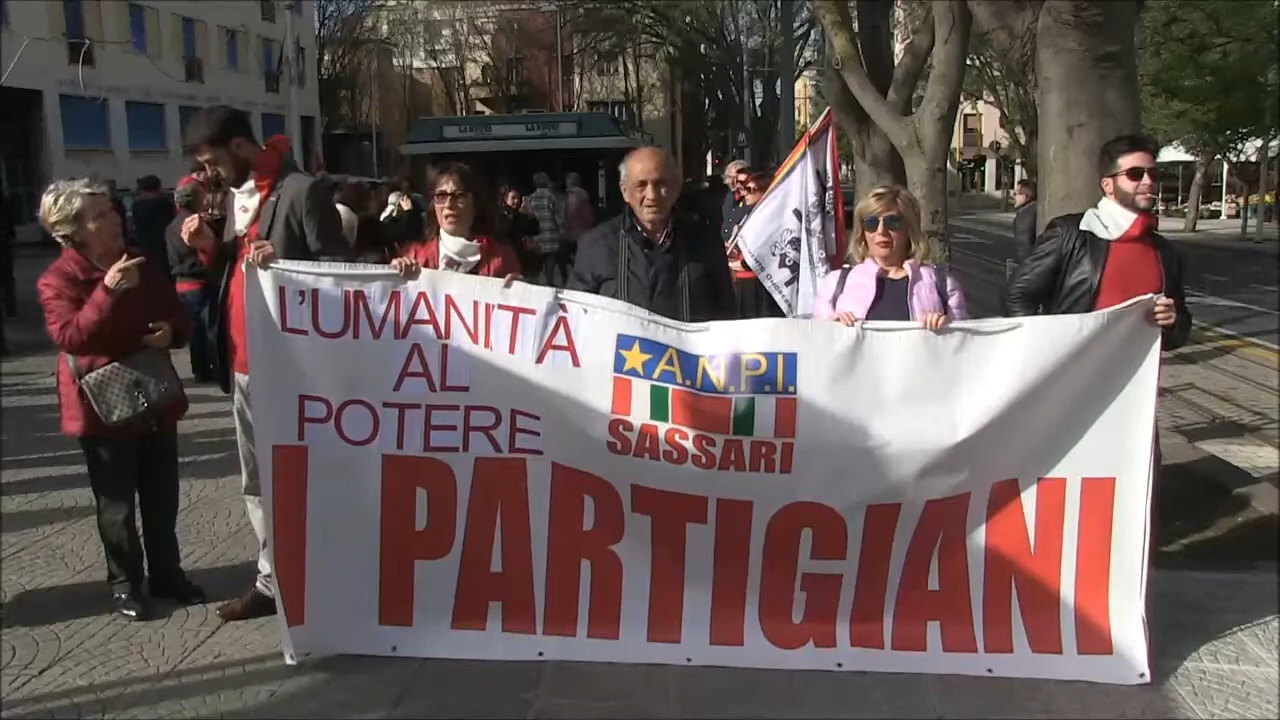 L'UMANITÀ
AL
POTERE
A.N.P.I.
SASSARI
I PARTIGIANI